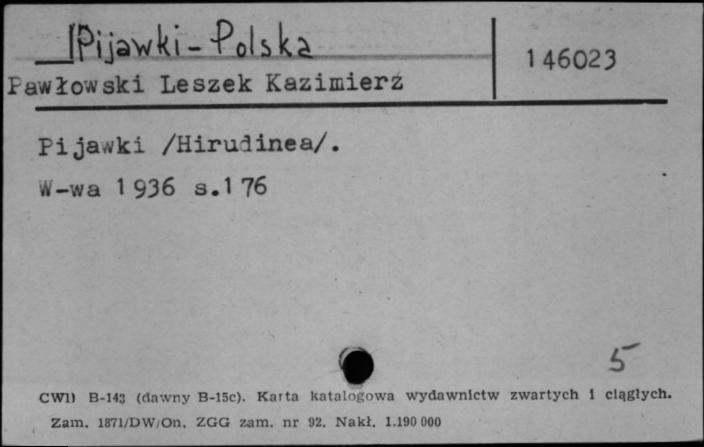 Pijawki - Polska
146023
Pawłowski Leszek Kazimierz
Pijawki /Hirudinea/.
W-wa 1936 s.176
5
CWD B-143 (dawny B-15c). Karta katalogowa wydawnictw zwartych i ciągłych.
Zam. 1871/DW/On. ZGG zam. nr 92. Nakł. 1.190 000